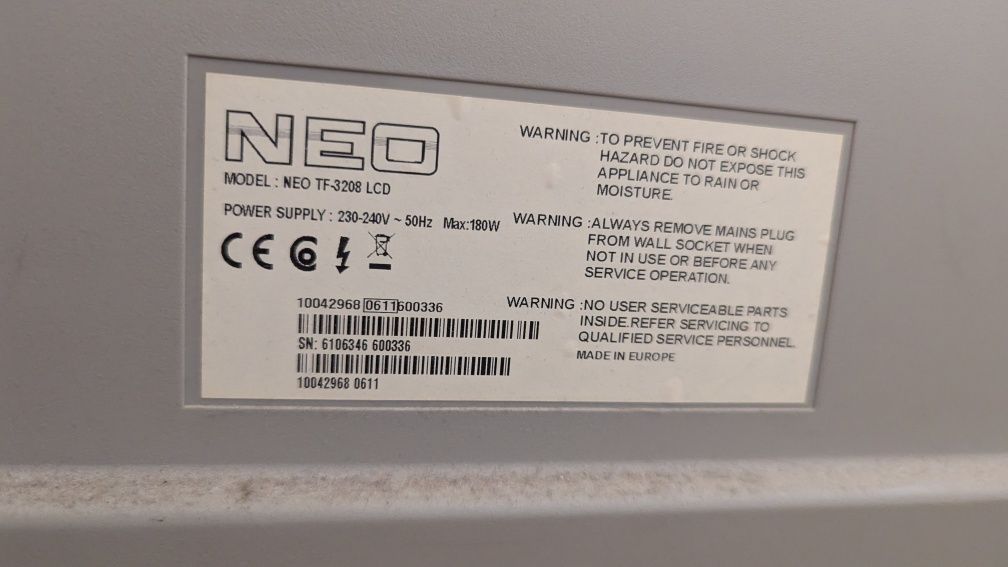 NEO
MODEL : NEO TF-3208 LCD
POWER SUPPLY : 230-240V ~ 50Hz Max:180W
CE
10042968 0611600336
SN: 6106346 600336
10042968 0611
WARNING :TO PREVENT FIRE OR SHOCK
HAZARD DO NOT EXPOSE THIS
APPLIANCE TO RAIN OR
MOISTURE.
WARNING :ALWAYS REMOVE MAINS PLUG
FROM WALL SOCKET WHEN
NOT IN USE OR BEFORE ANY
SERVICE OPERATION.
WARNING :NO USER SERVICEABLE PARTS
INSIDE.REFER SERVICING TO
QUALIFIED SERVICE PERSONNEL.
MADE IN EUROPE